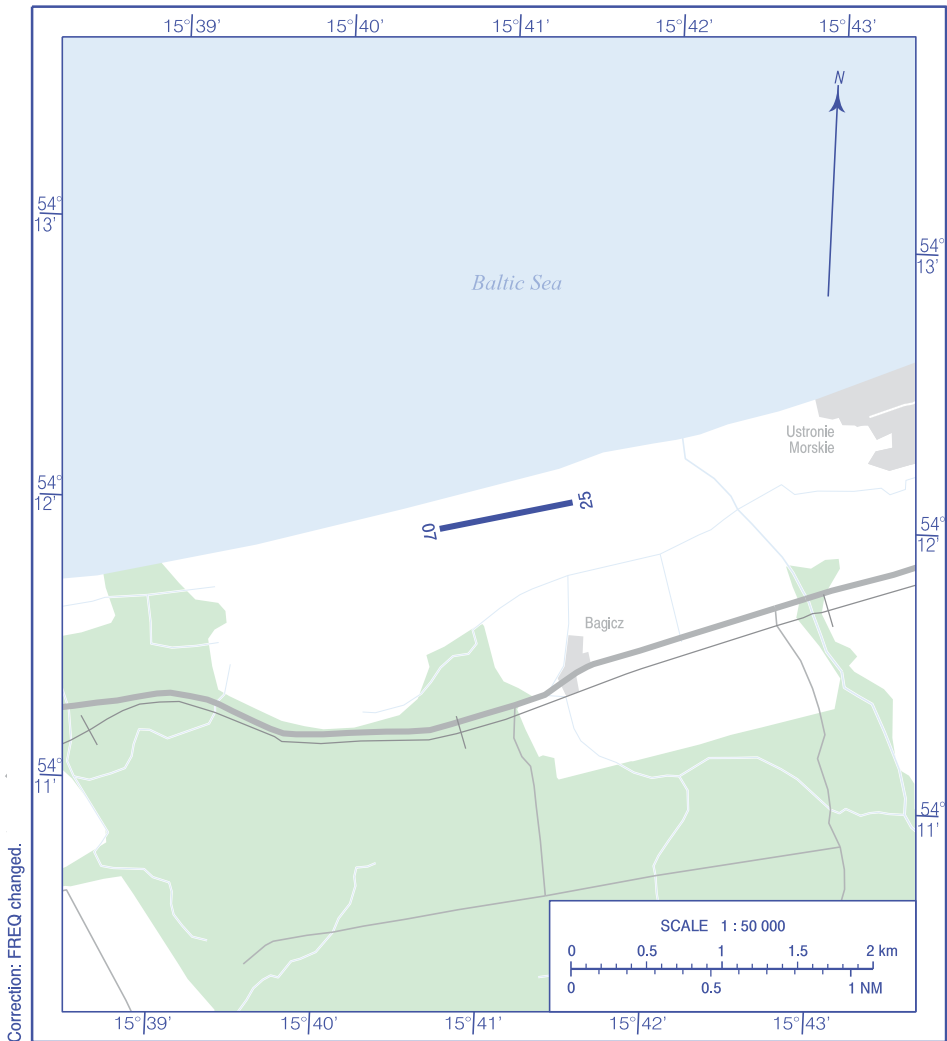 15°39' 15°40' 15°41' 15°42' 15°43'
N
54°
13'
54°
13'
Baltic Sea
Ustronie
Morskie
54°
12'
25
07
54°
12'
Bagicz
54°
11'
54°
11'
Correction: FREQ changed.
SCALE 1 : 50 000
0 0.5 1 1.5 2 km
0 0.5 1 NM
15°39' 15°40' 15°41' 15°42' 15°43'